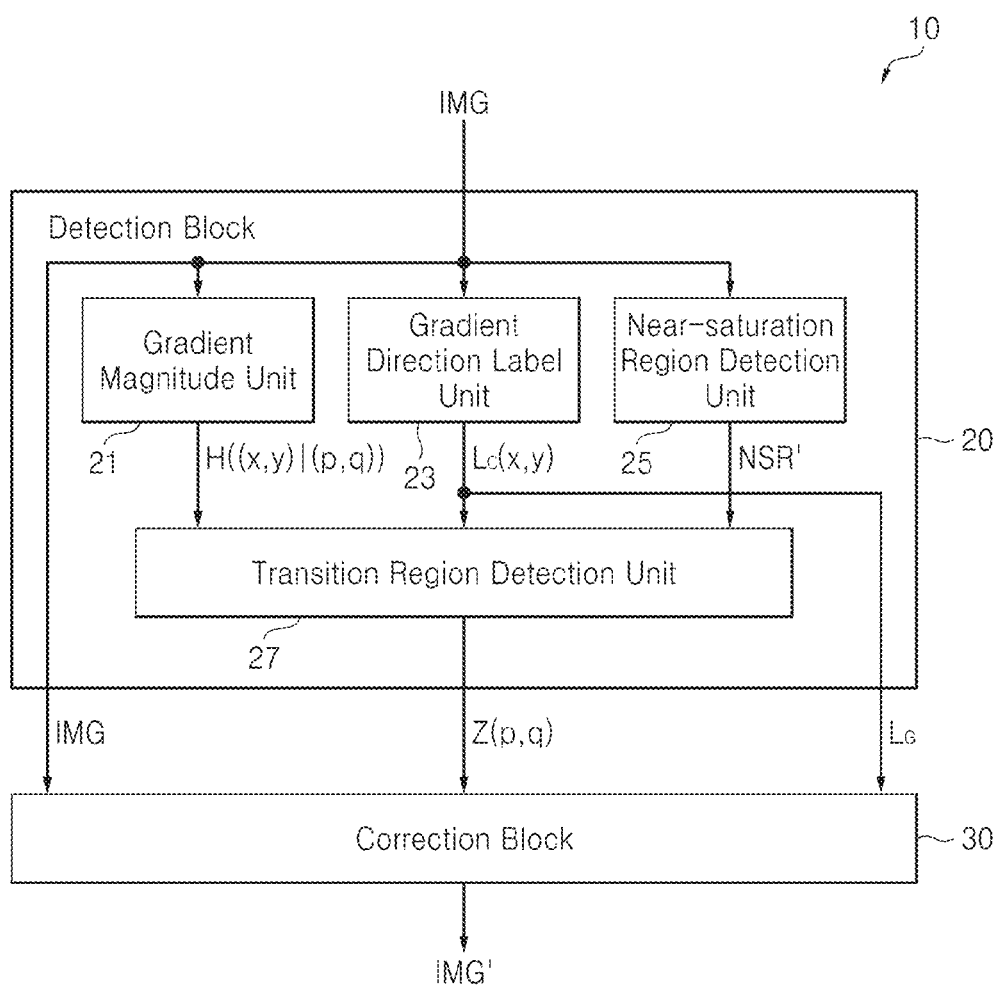 10
IMG
Detection Block
Gradient
Magnitude Unit
Gradient
Direction Label
Unit
Near-saturation
Region Detection
Unit
21
H((x,y)|(p,q))
23
LC(x,y)
25
NSR'
20
Transition Region Detection Unit
27
IMG
Z(p,q)
LG
Correction Block
30
IMG'